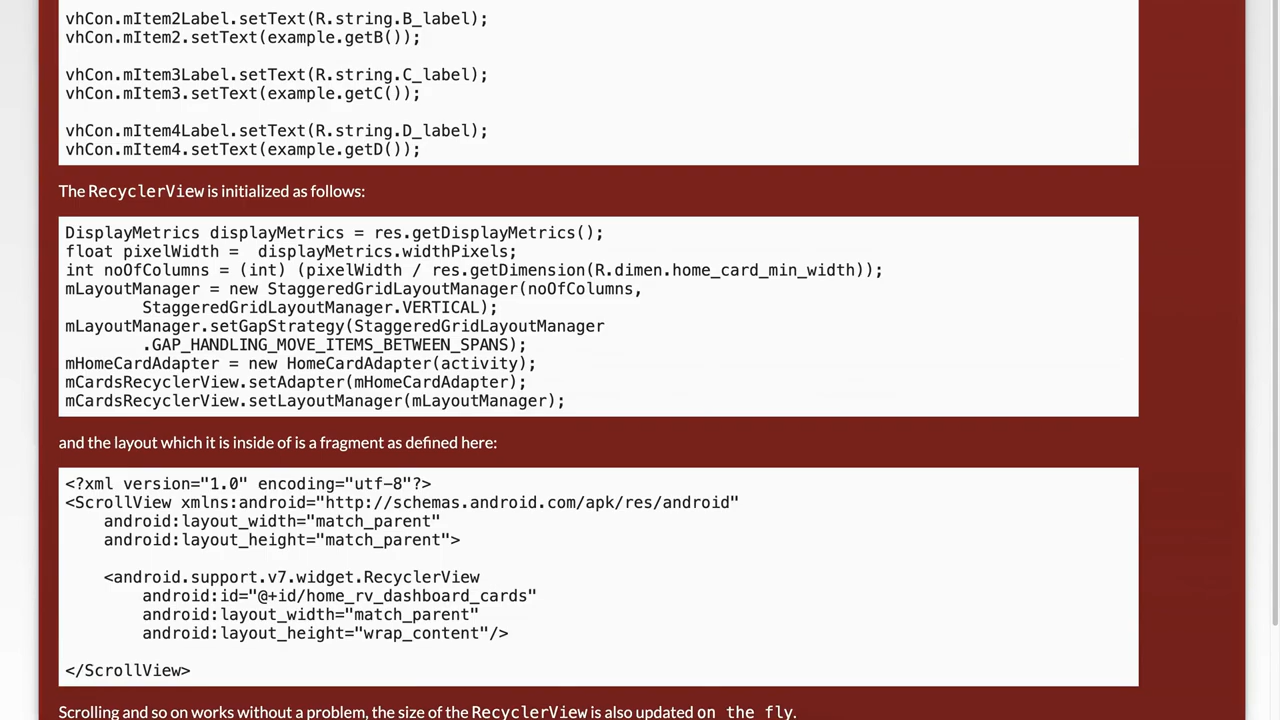 vhCon.mItem2Label.setText(R.string.B_label);
vhCon.mItem2.setText(example.getB());
vhCon.mItem3Label.setText(R.string.C_label);
vhCon.mItem3.setText(example.getC());
vhCon.mItem4Label.setText(R.string.D_label);
vhCon.mItem4.setText(example.getD());
The RecyclerView is initialized as follows:
DisplayMetrics displayMetrics = res.getDisplayMetrics();
float pixelWidth =  displayMetrics.widthPixels;
int noOfColumns = (int) (pixelWidth / res.getDimension(R.dimen.home_card_min_width));
mLayoutManager = new StaggeredGridLayoutManager(noOfColumns,
        StaggeredGridLayoutManager.VERTICAL);
mLayoutManager.setGapStrategy(StaggeredGridLayoutManager
        .GAP_HANDLING_MOVE_ITEMS_BETWEEN_SPANS);
mHomeCardAdapter = new HomeCardAdapter(activity);
mCardsRecyclerView.setAdapter(mHomeCardAdapter);
mCardsRecyclerView.setLayoutManager(mLayoutManager);
and the layout which it is inside of is a fragment as defined here:
<?xml version="1.0" encoding="utf-8"?>
<ScrollView xmlns:android="http://schemas.android.com/apk/res/android"
    android:layout_width="match_parent"
    android:layout_height="match_parent">
    <android.support.v7.widget.RecyclerView
        android:id="@+id/home_rv_dashboard_cards"
        android:layout_width="match_parent"
        android:layout_height="wrap_content"/>
</ScrollView>
Scrolling and so on works without a problem, the size of the RecyclerView is also updated on the fly.